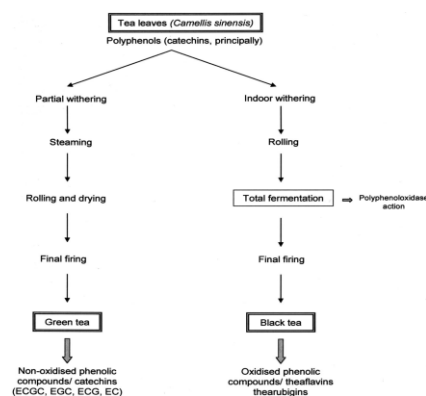 Tea leaves (Camellis sinensis)
Polyphenols (catechins, principally)
Partial withering
Indoor withering
Steaming
Rolling
Rolling and drying
Total fermentation ⇒ Polyphenoloxidase
action
Final firing
Final firing
Green tea
Black tea
Non-oxidised phenolic
compounds/ catechins
(ECGC, EGC, ECG, EC)
Oxidised phenolic
compounds/ theaflavins
thearubigins